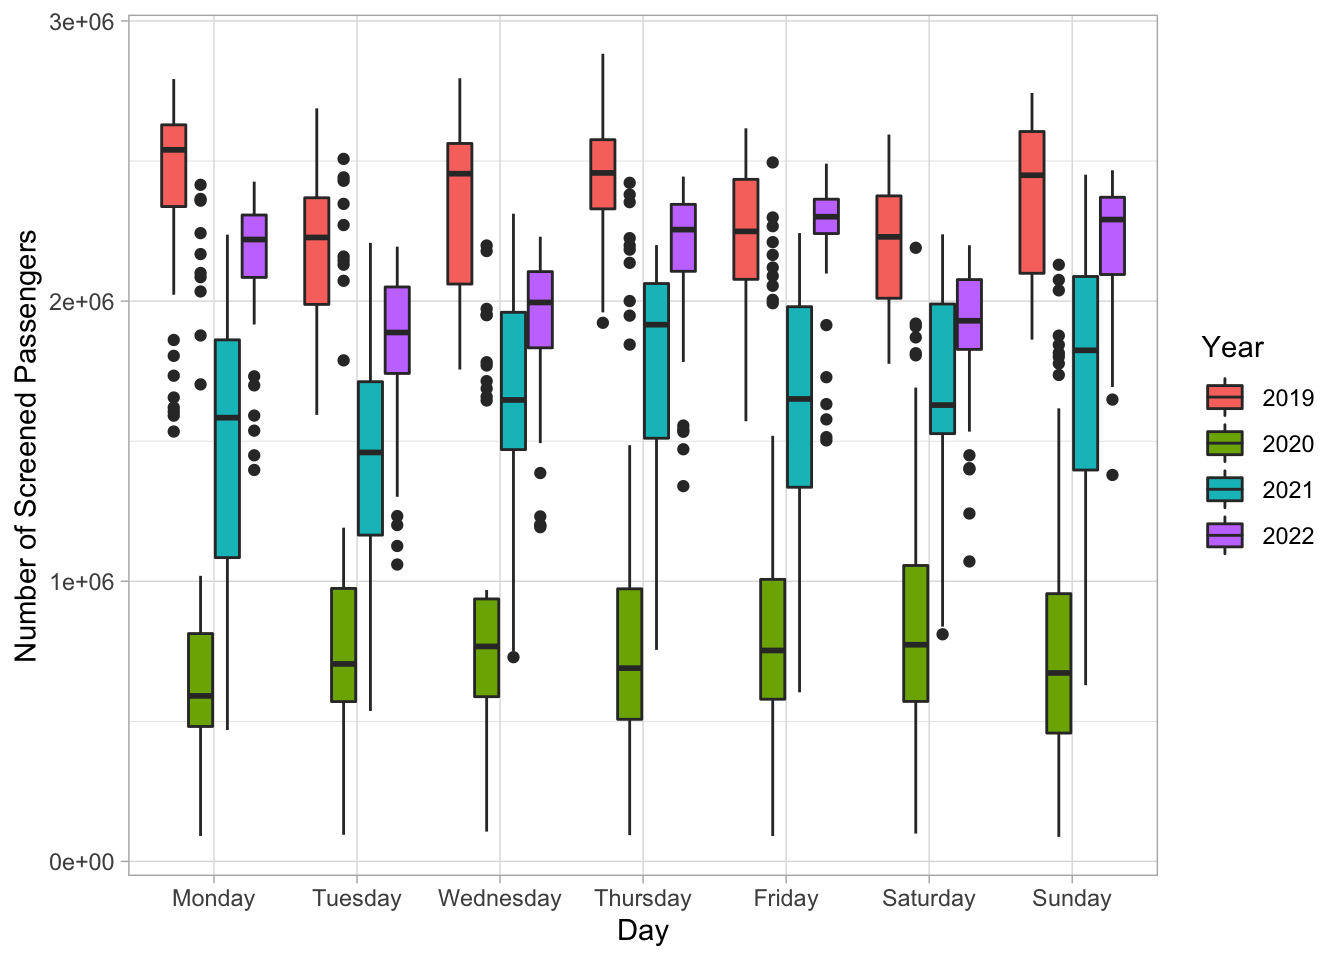 3e+06
2e+06
1e+06
0e+00
Number of Screened Passengers
Monday Tuesday Wednesday Thursday Friday Saturday Sunday
Day
Year
2019
2020
2021
2022